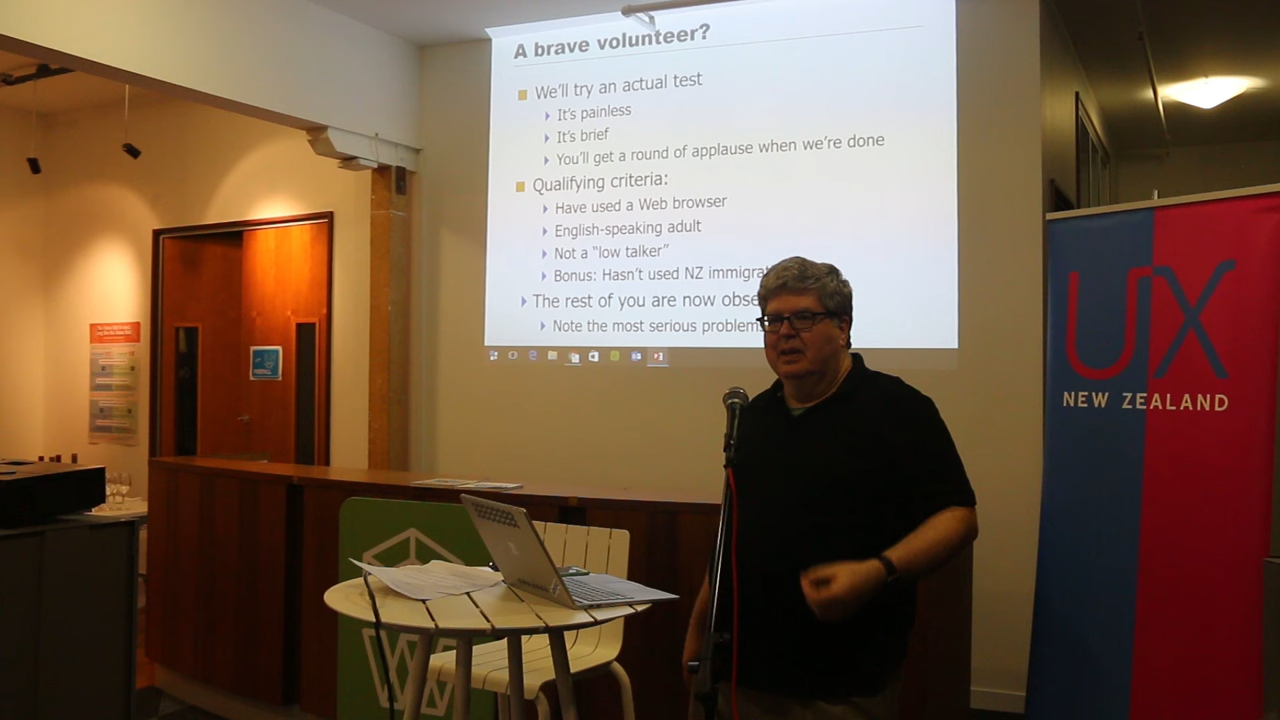 A brave volunteer?
We'll try an actual test
It's painless
It's brief
You'll get a round of applause when we're done
Qualifying criteria:
Have used a Web browser
English-speaking adult
Not a "low talker"
Bonus: Hasn't used NZ
The rest of you are now
Note the most serious
UX
NEW ZEALAND